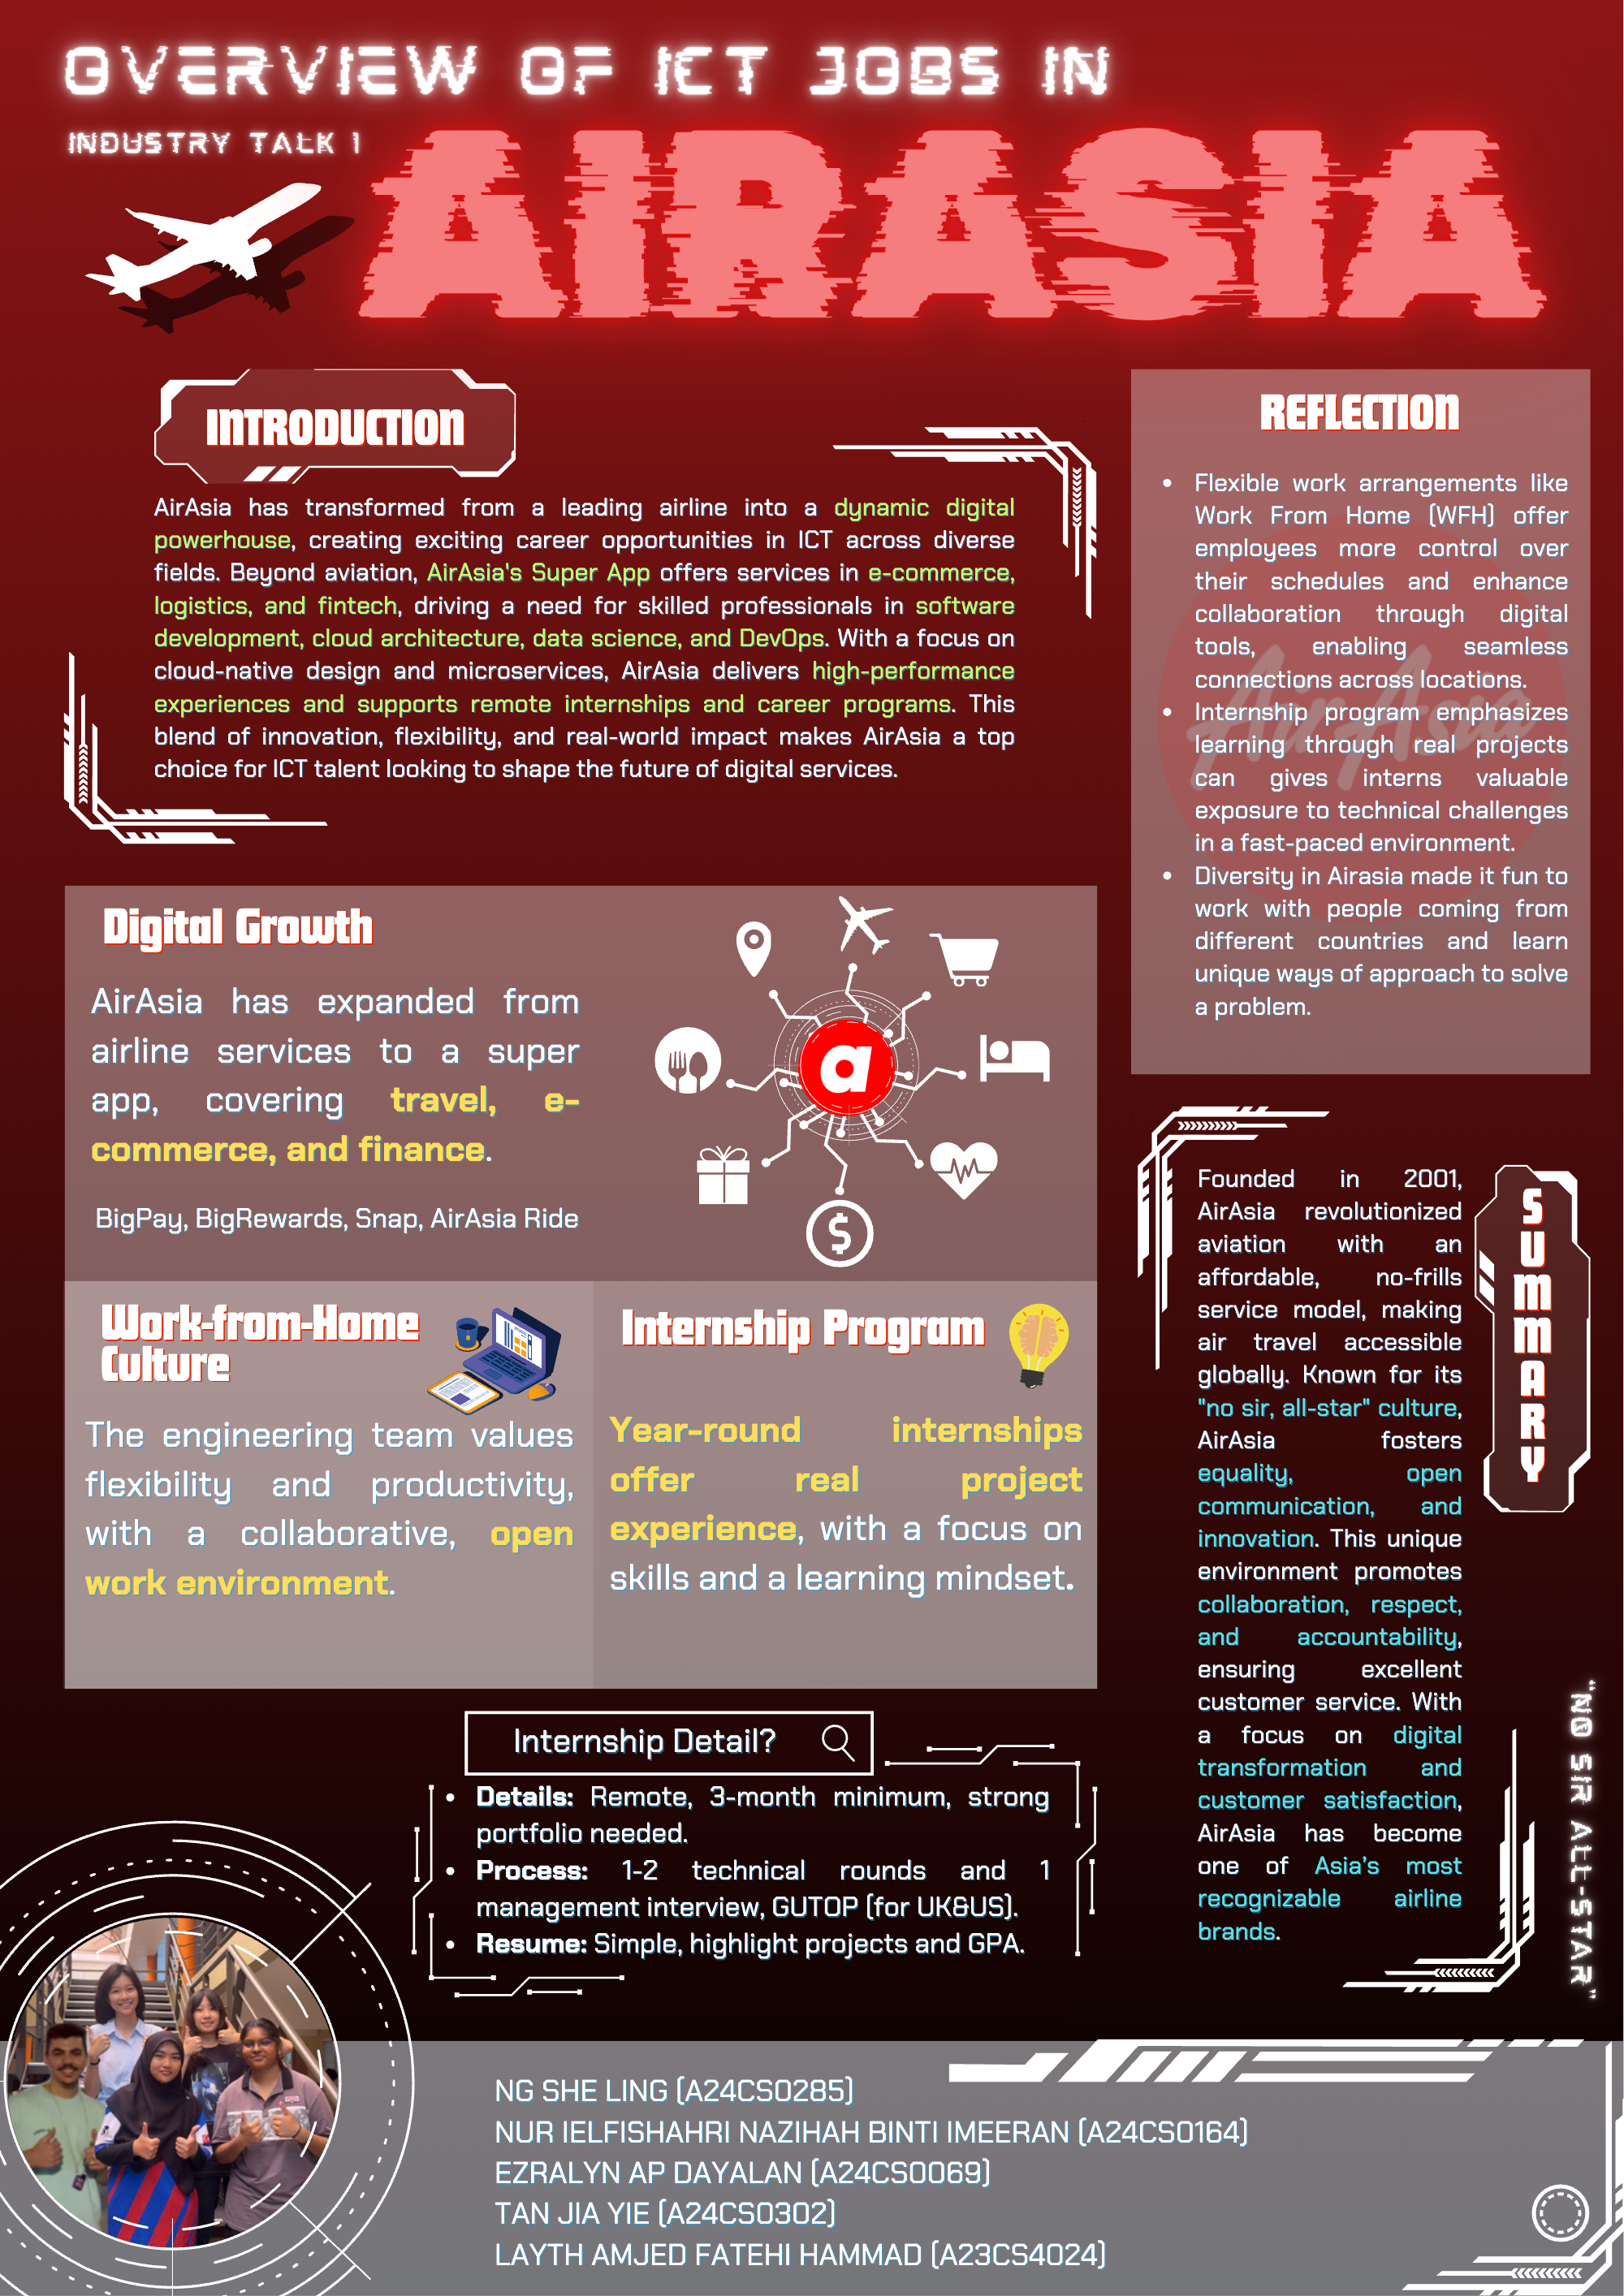 OVERVIEW OF ICT JOBS IN
INDUSTRY TALK 1
AIRASIA
INTRODUCTION
AirAsia has transformed from a leading airline into a dynamic digital
powerhouse, creating exciting career opportunities in ICT across diverse
fields. Beyond aviation, AirAsia's Super App offers services in e-commerce,
logistics, and fintech, driving a need for skilled professionals in software
development, cloud architecture, data science, and DevOps. With a focus on
cloud-native design and microservices, AirAsia delivers high-performance
experiences and supports remote internships and career programs. This
blend of innovation, flexibility, and real-world impact makes AirAsia a top
choice for ICT talent looking to shape the future of digital services.
REFLECTION
• Flexible work arrangements like
Work From Home (WFH) offer
employees more control over
their schedules and enhance
collaboration through digital
tools, enabling seamless
connections across locations.
• Internship program emphasizes
learning through real projects
can gives interns valuable
exposure to technical challenges
in a fast-paced environment.
• Diversity in Airasia made it fun to
work with people coming from
different countries and learn
unique ways of approach to solve
a problem.
AirAsia
Digital Growth
AirAsia has expanded from
airline services to a super
app, covering travel, e-
commerce, and finance.
BigPay, BigRewards, Snap, AirAsia Ride
a
$
Work-from-Home
Culture
The engineering team values
flexibility and productivity,
with a collaborative, open
work environment.
Internship Program
Year-round internships
offer real project
experience, with a focus on
skills and a learning mindset.
SUMMARY
Founded in 2001,
AirAsia revolutionized
aviation with an
affordable, no-frills
service model, making
air travel accessible
globally. Known for its
"no sir, all-star" culture,
AirAsia fosters
equality, open
communication, and
innovation. This unique
environment promotes
collaboration, respect,
and accountability,
ensuring excellent
customer service. With
a focus on digital
transformation and
customer satisfaction,
AirAsia has become
one of Asia's most
recognizable airline
brands.
"NO SIR ALL-STAR"
Internship Detail?
• Details: Remote, 3-month minimum, strong
portfolio needed.
• Process: 1-2 technical rounds and 1
management interview, GUTOP (for UK&US).
• Resume: Simple, highlight projects and GPA.
NG SHE LING (A24CS0285)
NUR IELFISHAHRI NAZIHAH BINTI IMEERAN (A24CS0164)
EZRALYN AP DAYALAN (A24CS0069)
TAN JIA YIE (A24CS0302)
LAYTH AMJED FATEHI HAMMAD (A23CS4024)